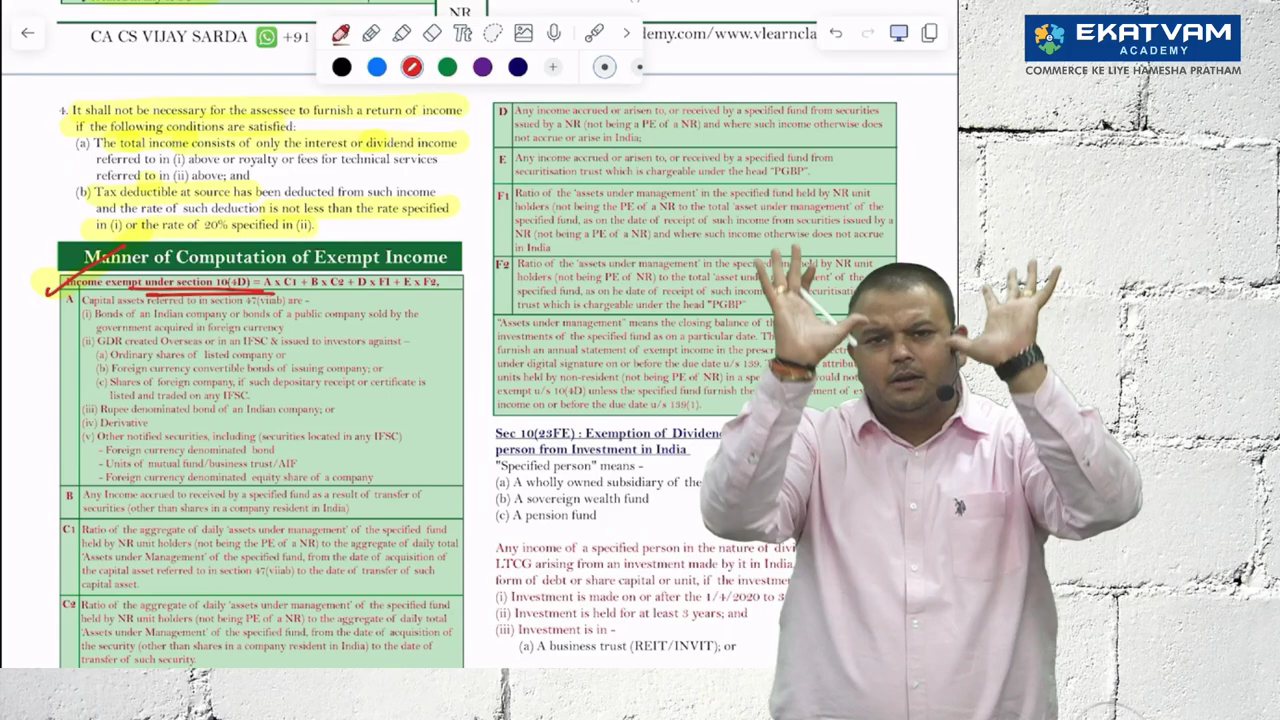 NR
CA CS VIJAY SARDA +91
demy.com/www.vlearncla
EKATVAM
ACADEMY
COMMERCE KE LIYE HAMESHA PRATHAM
4. It shall not be necessary for the assessee to furnish a return of income
if the following conditions are satisfied:
(a) The total income consists of only the interest or dividend income
referred to in (i) above or royalty or fees for technical services
referred to in (ii) above; and
(b) Tax deductible at source has been deducted from such income
and the rate of such deduction is not less than the rate specified
in (i) or the rate of 20% specified in (ii).
Manner of Computation of Exempt Income
Income exempt under section 10(4D) = A x C1 + B x C2 + D x F1 + E x F2,
A Capital assets referred to in section 47(viiab) are -
(i) Bonds of an Indian company or bonds of a public company sold by the
government acquired in foreign currency
(ii) GDR created Overseas or in an IFSC & issued to investors against –
(a) Ordinary shares of listed company or
(b) Foreign currency convertible bonds of issuing company; or
(c) Shares of foreign company, if such depositary receipt or certificate is
listed and traded on any IFSC.
(iii) Rupee denominated bond of an Indian company; or
(iv) Derivative
(v) Other notified securities, including (securities located in any IFSC)
- Foreign currency denominated bond
- Units of mutual fund/business trust/AIF
- Foreign currency denominated equity share of a company
B Any Income accrued to received by a specified fund as a result of transfer of
securities (other than shares in a company resident in India)
C1 Ratio of the aggregate of daily 'assets under management' of the specified fund
held by NR unit holders (not being PE of a NR) to the aggregate of daily total
'Assets under Management' of the specified fund, from the date of acquisition of
the capital asset referred to in section 47(viiab) to the date of transfer of such
capital asset.
C2 Ratio of the aggregate of daily 'assets under management' of the specified fund
held by NR unit holders (not being PE of a NR) to the aggregate of daily total
'Assets under Management' of the specified fund, from the date of acquisition of
the security (other than shares in a company resident in India) to the date of
transfer of such security.
D Any income accrued or arisen to, or received by a specified fund from securities
issued by a NR (not being a PE of a NR) and where such income otherwise does
not accrue or arise in India;
E Any income accrued or arisen to, or received by a specified fund from
securitisation trust which is chargeable under the head "PGBP".
F1 Ratio of the 'assets under management' in the specified fund held by NR unit
holders (not being the PE of a NR to the total 'asset under management' of the
specified fund, as on the date of receipt of such income from securities issued by a
NR (not being a PE of a NR) and where such income otherwise does not accrue
in India
F2 Ratio of the 'assets under management' in the NR unit
holders (not being the PE of a NR) to the total 'asset of the
specified fund, as on he date of receipt of such inco
trust which is chargeable under the head "PGBP"
"Assets under management" means the closing balance of
investments of the specified fund as on a particular date.
furnish an annual statement of exempt income in the
under digital signature on or before the due date u/s 139.
units held by non-resident (not being PE of NR) in a
exempt u/s 10(4D) unless the specified fund furnish the of
income on or before the due date u/s 139(1).
Sec 10(23FE) : Exemption of
person from Investment in India
"Specified person" means -
(a) A wholly owned subsidiary of the
(b) A sovereign wealth fund
(c) A pension fund
Any income of a specified person in the nature of
LTCG arising from an investment made by it in India,
form of debt or share capital or unit, if the
(i) Investment is made on or after the 1/4/2020 to
(ii) Investment is held for at least 3 years; and
(iii) Investment is in -
(a) A business trust (REIT/INVIT); or